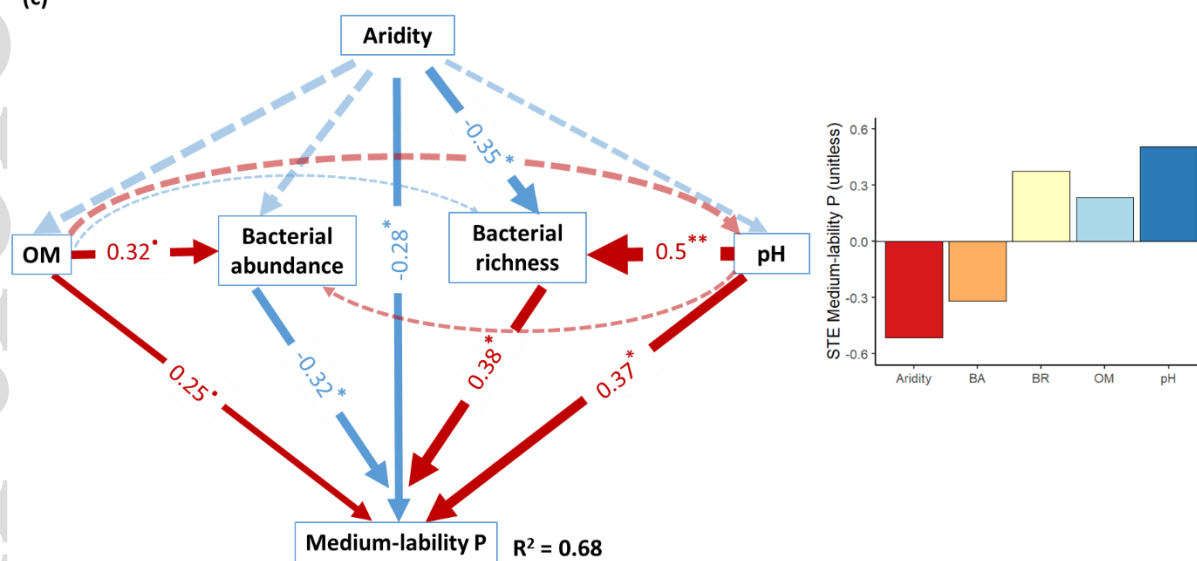 (c)
Aridity
-0.35 *
-0.28 *
OM
0.32•
Bacterial
abundance
Bacterial
richness
0.5**
pH
0.25•
-0.32 *
0.38 *
0.37 *
Medium-lability P
R² = 0.68
STE Medium-lability P (unitless)
0.6
0.3
0.0
-0.3
-0.6
Aridity
BA
BR
OM
pH